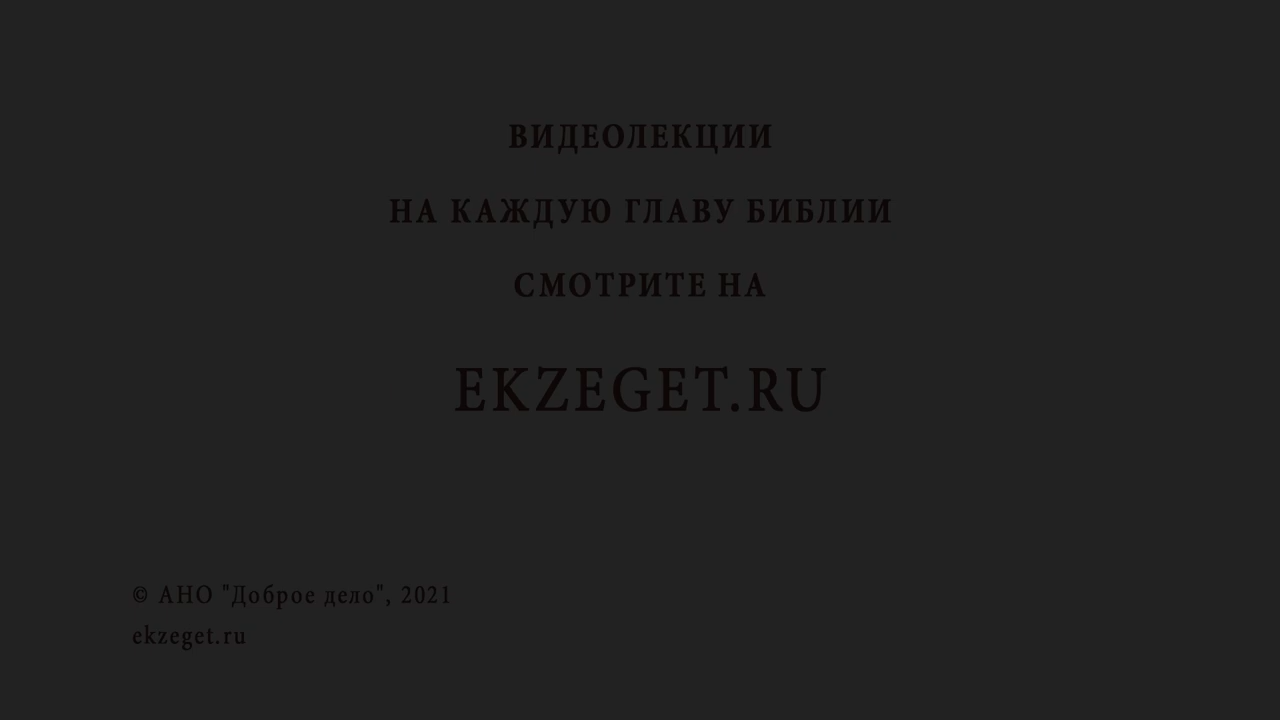 ВИДЕОЛЕКЦИИ
НА КАЖДУЮ ГЛАВУ БИБЛИИ
СМОТРИТЕ НА
EKZEGET.RU
© АНО "Доброе дело", 2021
ekzeget.ru